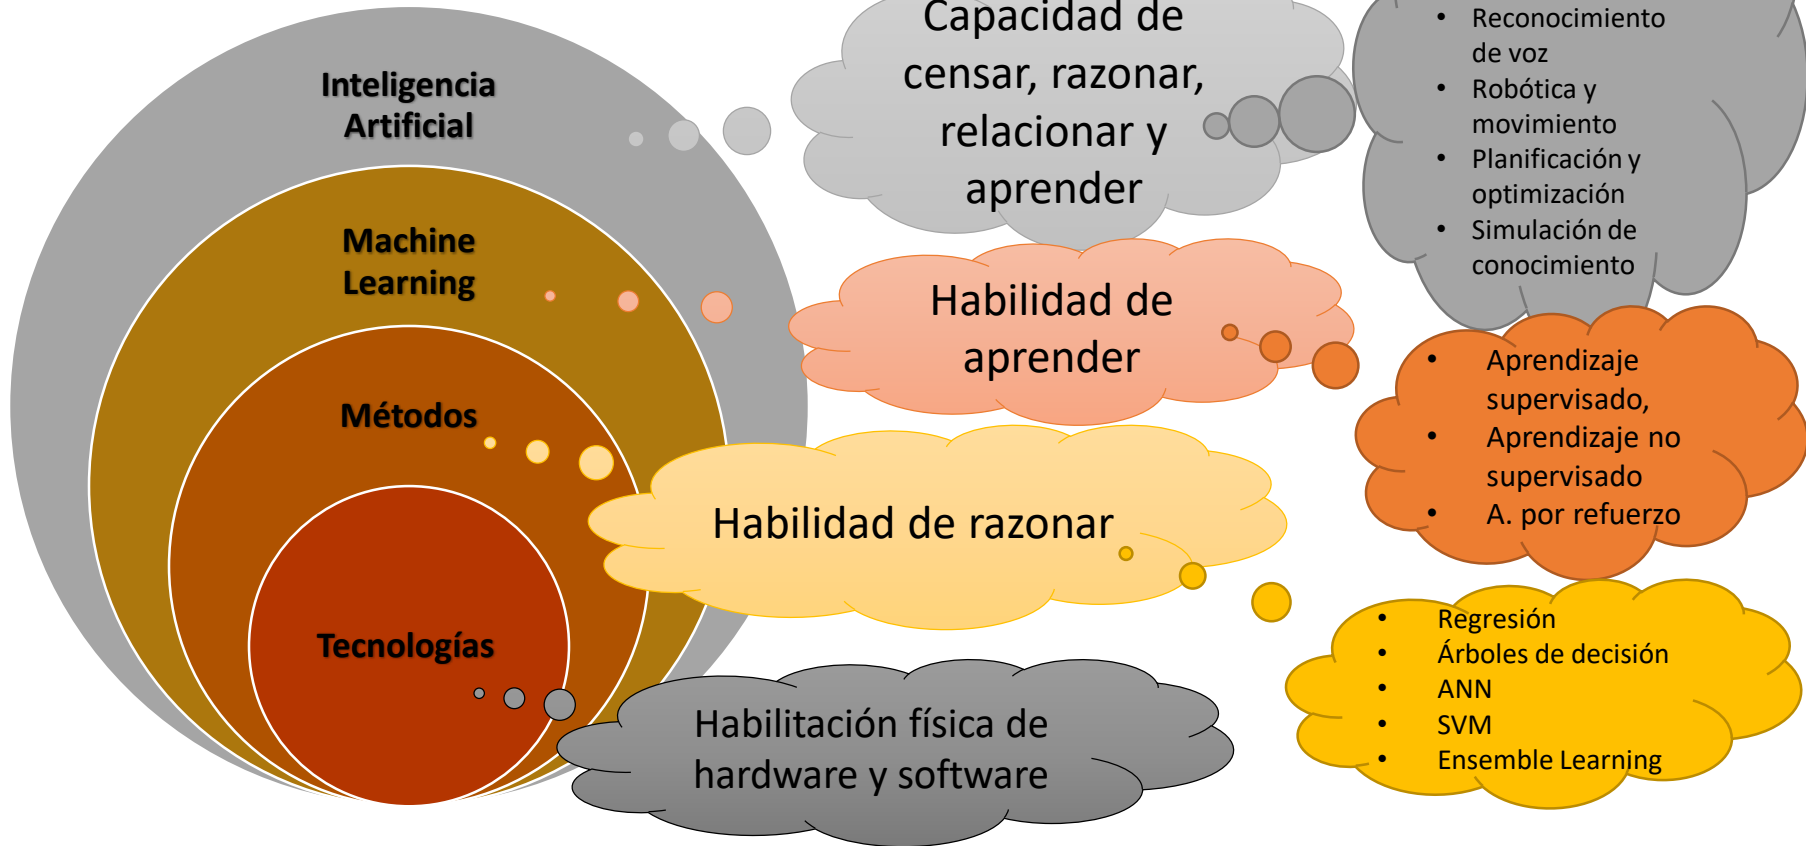 Inteligencia
Artificial
Machine
Learning
Métodos
Tecnologías
Capacidad de
censar, razonar,
relacionar y
aprender
Habilidad de
aprender
Habilidad de razonar
Habilitación física de
hardware y software
• Reconocimiento
de voz
• Robótica y
movimiento
• Planificación y
optimización
• Simulación de
conocimiento
• Aprendizaje
supervisado,
• Aprendizaje no
supervisado
• A. por refuerzo
• Regresión
• Árboles de decisión
• ANN
• SVM
• Ensemble Learning